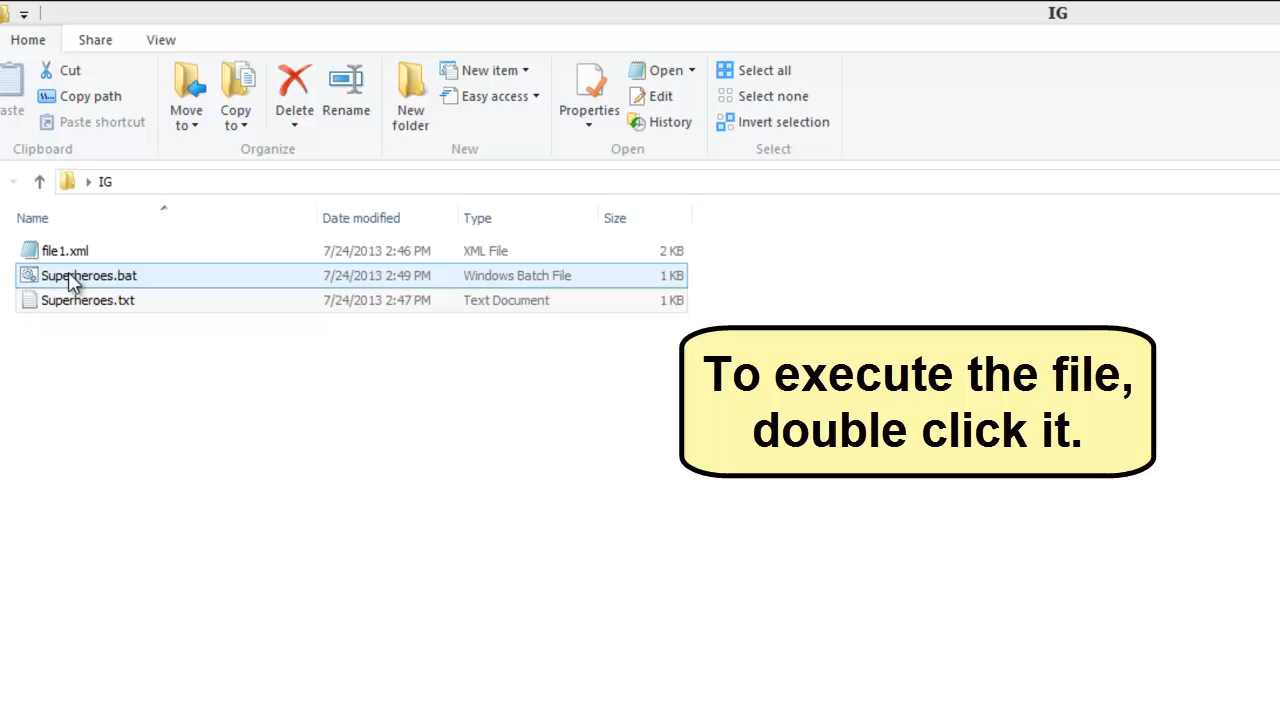 IG
Home Share View
Cut
Copy path
Paste shortcut
Clipboard
Move to
Copy to
Delete
Rename
Organize
New folder
New item
Easy access
New
Properties
Open
Edit
History
Open
Select all
Select none
Invert selection
Select
IG
Name Date modified Type Size
file1.xml 7/24/2013 2:46 PM XML File 2 KB
Superheroes.bat 7/24/2013 2:49 PM Windows Batch File 1 KB
Superheroes.txt 7/24/2013 2:47 PM Text Document 1 KB
To execute the file,
double click it.